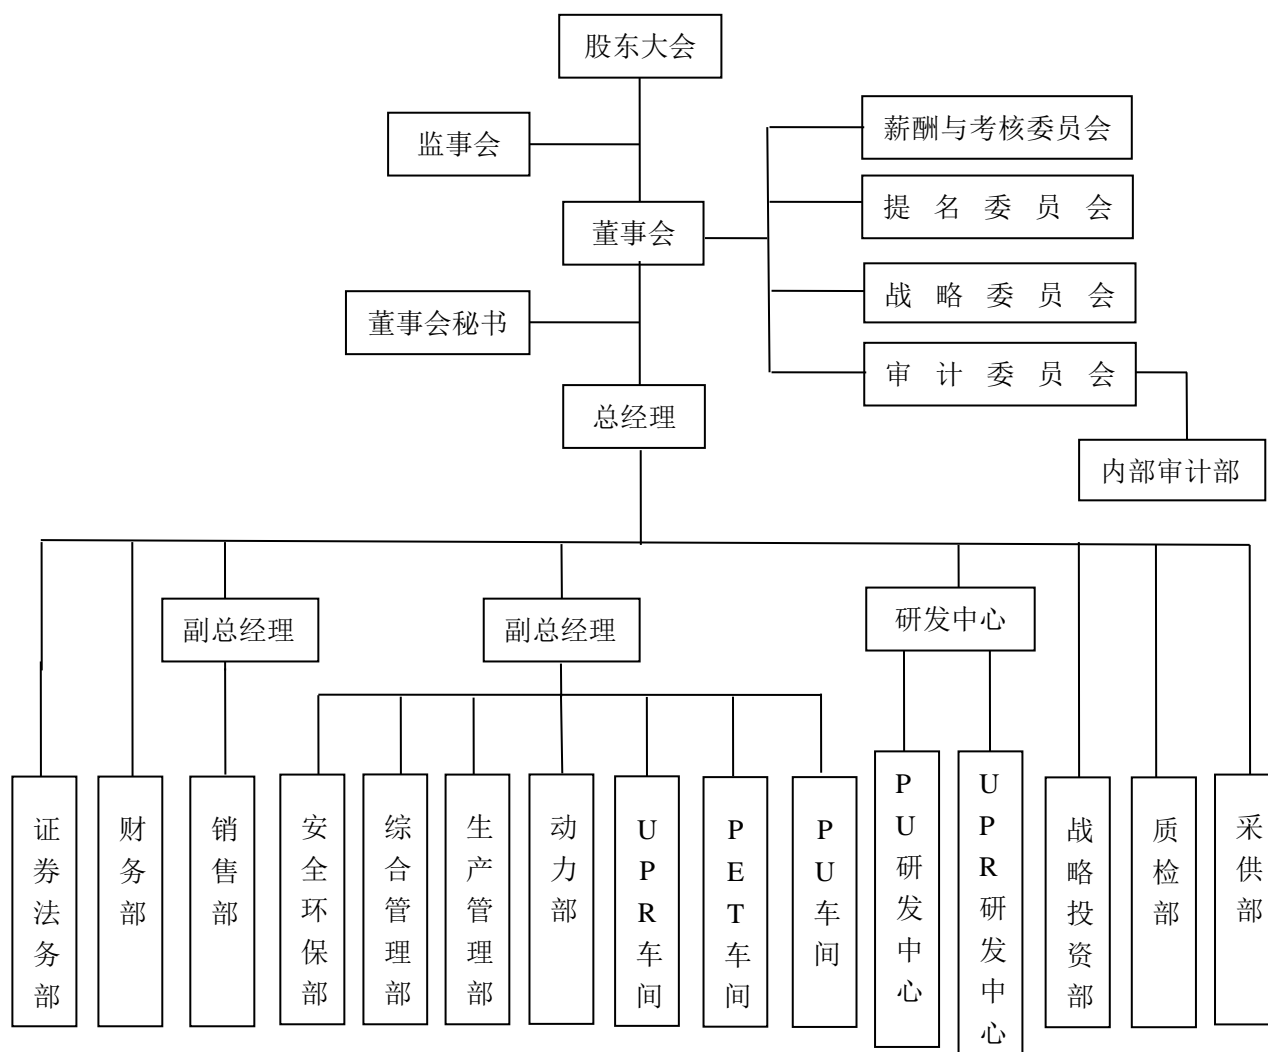 股东大会
监事会
薪酬与考核委员会
提名委员会
董事会
战略委员会
董事会秘书
审计委员会
总经理
内部审计部
副总经理
副总经理
研发中心
证券法务部
财务部
销售部
安全环保部
综合管理部
生产管理部
动力部
UPR车间
PET车间
PU车间
PU研发中心
UPR研发中心
战略投资部
质检部
采供部